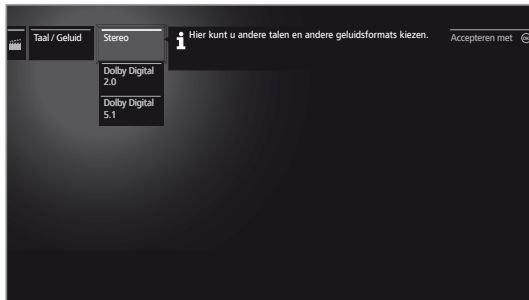 Taal / Geluid
Stereo
Hier kunt u andere talen en andere geluidsformats kiezen.
Accepteren met OK
Dolby Digital
2.0
Dolby Digital
5.1